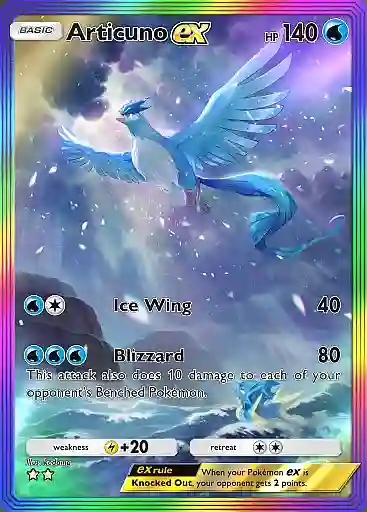 BASIC Articuno ex HP 140
Ice Wing 40
Blizzard 80
This attack also does 10 damage to each of your
opponent's Benched Pokémon.
weakness +20 retreat
Illus.
ex rule When your Pokémon ex is
Knocked Out, your opponent gets 2 points.